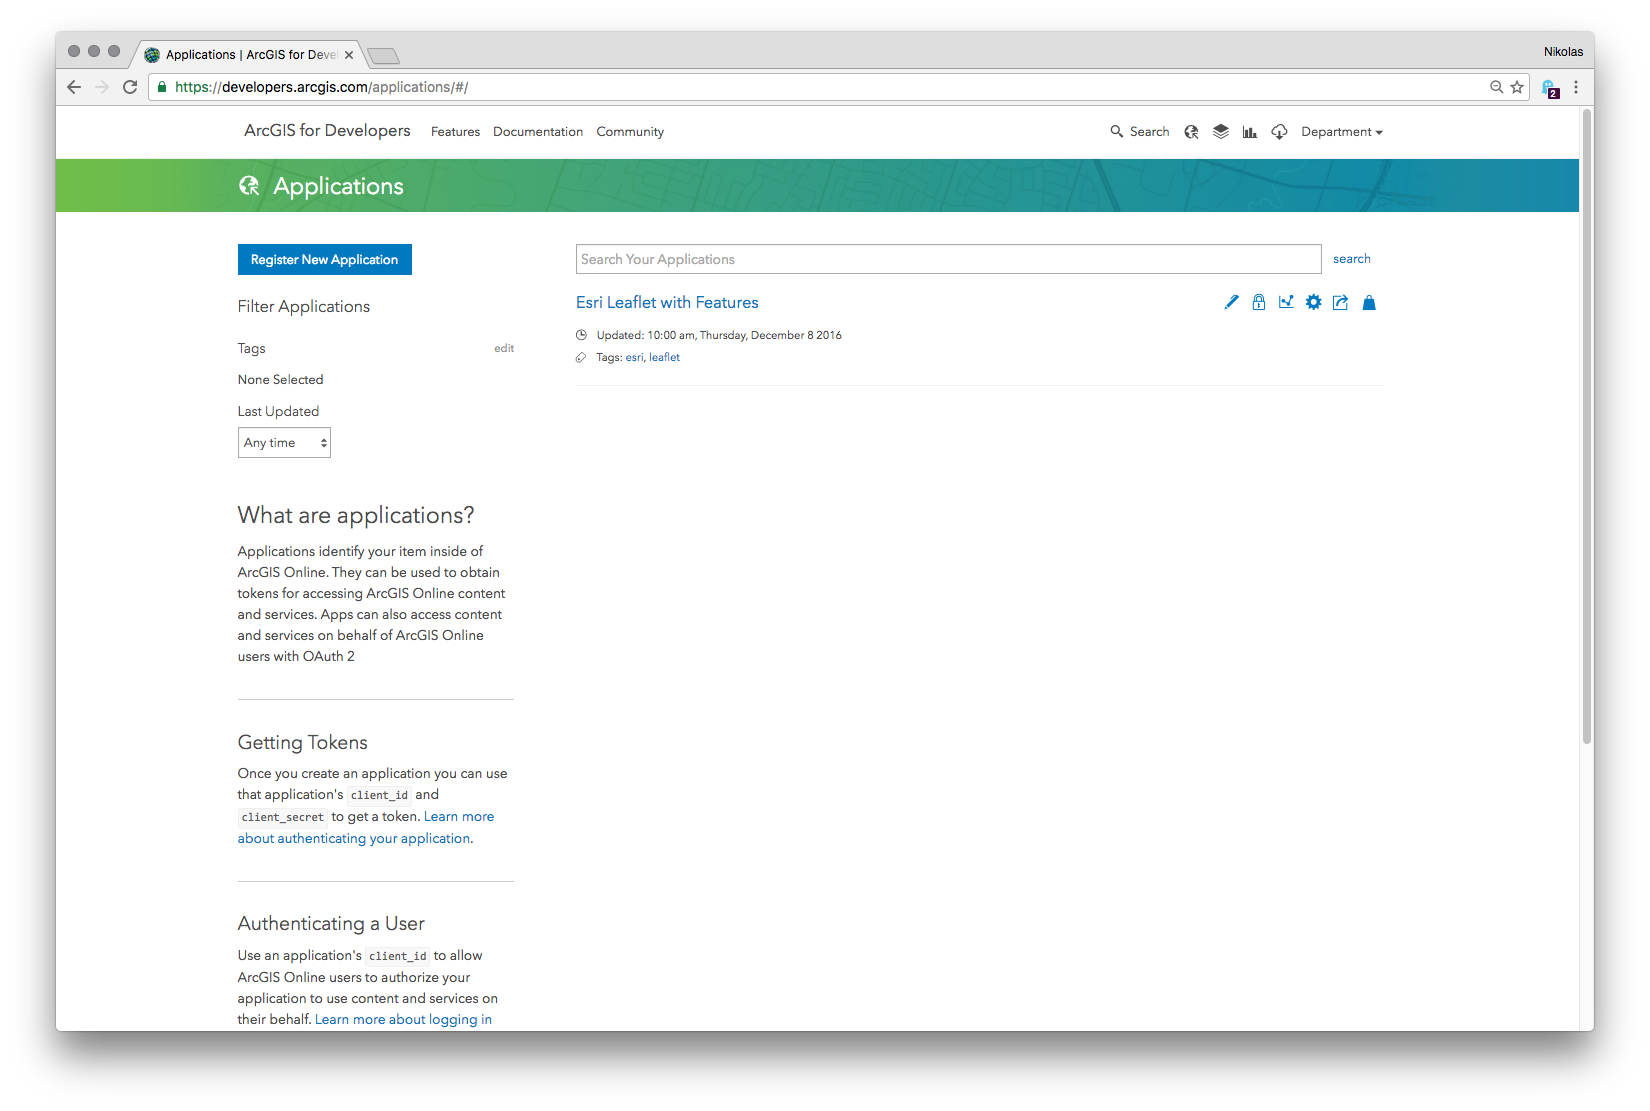 Applications | ArcGIS for Deve
Nikolas
https://developers.arcgis.com/applications/#/
2
ArcGIS for Developers Features Documentation Community Search Department
Applications
Register New Application
Search Your Applications search
Filter Applications
Esri Leaflet with Features
Updated: 10:00 am, Thursday, December 8 2016
Tags: esri, leaflet
Tags edit
None Selected
Last Updated
Any time
What are applications?
Applications identify your item inside of
ArcGIS Online. They can be used to obtain
tokens for accessing ArcGIS Online content
and services. Apps can also access content
and services on behalf of ArcGIS Online
users with OAuth 2
Getting Tokens
Once you create an application you can use
that application's client_id and
client_secret to get a token. Learn more
about authenticating your application.
Authenticating a User
Use an application's client_id to allow
ArcGIS Online users to authorize your
application to use content and services on
their behalf. Learn more about logging in